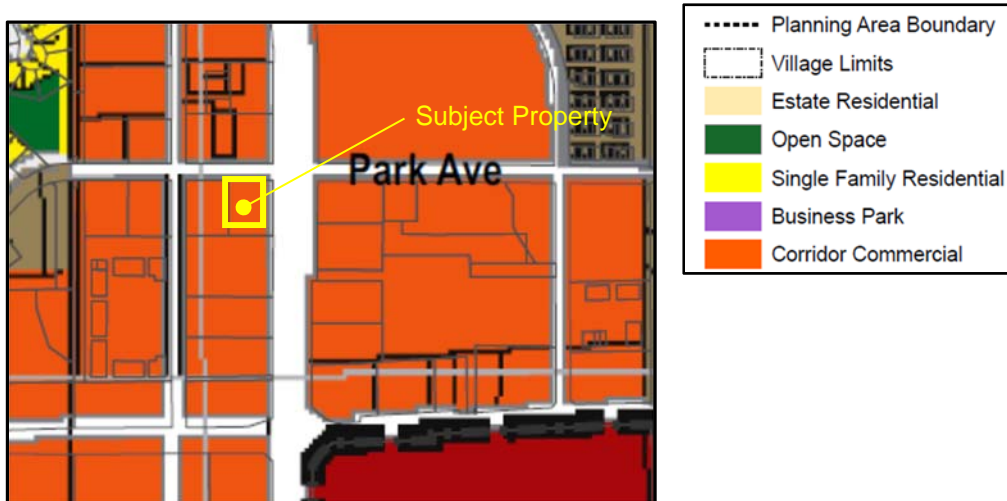 Subject Property
Park Ave
Planning Area Boundary
Village Limits
Estate Residential
Open Space
Single Family Residential
Business Park
Corridor Commercial